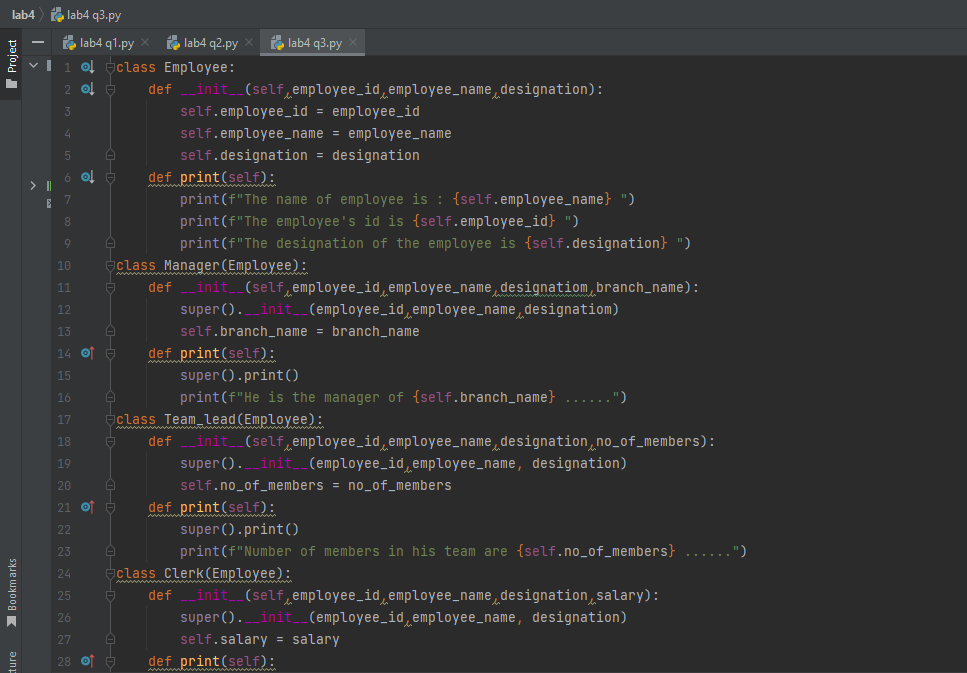 lab4 lab4 q3.py
Project
lab4 q1.py lab4 q2.py lab4 q3.py
1 class Employee:
2     def __init__(self,employee_id,employee_name,designation):
3         self.employee_id = employee_id
4         self.employee_name = employee_name
5         self.designation = designation
6     def print(self):
7         print(f"The name of employee is : {self.employee_name} ")
8         print(f"The employee's id is {self.employee_id} ")
9         print(f"The designation of the employee is {self.designation} ")
10 class Manager(Employee):
11     def __init__(self,employee_id,employee_name,designatiom,branch_name):
12         super().__init__(employee_id,employee_name,designatiom)
13         self.branch_name = branch_name
14     def print(self):
15         super().print()
16         print(f"He is the manager of {self.branch_name} ......")
17 class Team_lead(Employee):
18     def __init__(self,employee_id,employee_name,designation,no_of_members):
19         super().__init__(employee_id,employee_name, designation)
20         self.no_of_members = no_of_members
21     def print(self):
22         super().print()
23         print(f"Number of members in his team are {self.no_of_members} ......")
24 class Clerk(Employee):
25     def __init__(self,employee_id,employee_name,designation,salary):
26         super().__init__(employee_id,employee_name, designation)
27         self.salary = salary
28     def print(self):
Bookmarks
ture